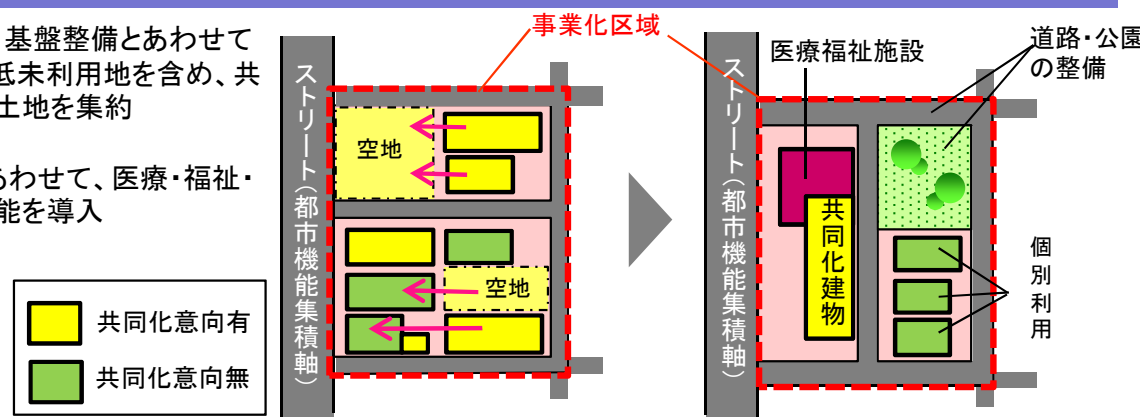 基盤整備とあわせて
低未利用地を含め、共
土地を集約
あわせて、医療・福祉・
能を導入
共同化意向有
共同化意向無
事業化区域
ストリート（都市機能集積軸）
空地
空地
医療福祉施設
道路・公園
の整備
ストリート（都市機能集積軸）
共同化建物
個別利用